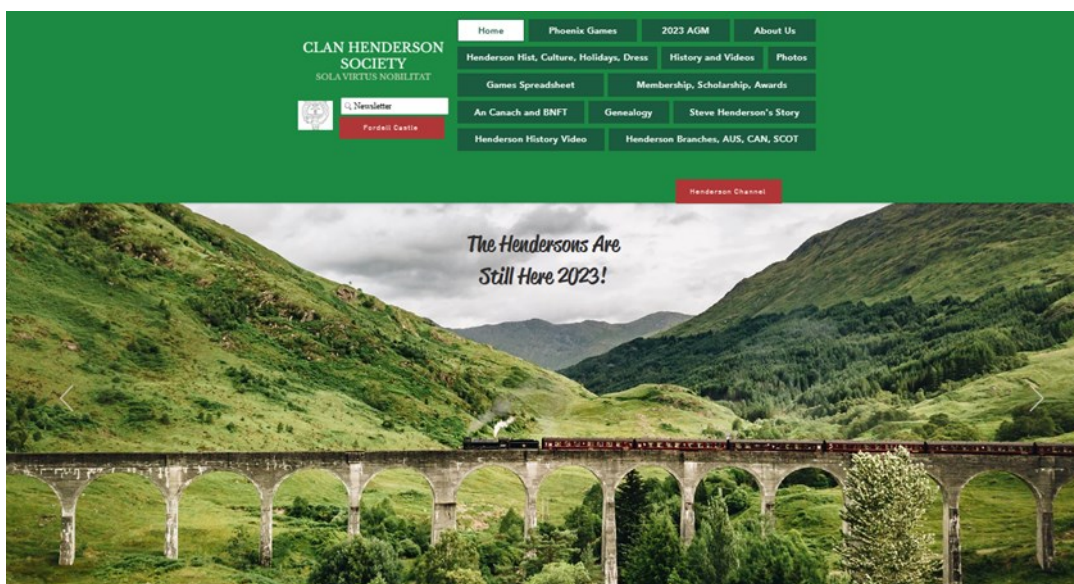 CLAN HENDERSON
SOCIETY
SOLA VIRTUS NOBILITAT
Newsletter
Fordell Castle
Home
Phoenix Games
2023 AGM
About Us
Henderson Hist, Culture, Holidays, Dress
History and Videos
Photos
Games Spreadsheet
Membership, Scholarship, Awards
An Canach and BNFT
Genealogy
Steve Henderson's Story
Henderson History Video
Henderson Branches, AUS, CAN, SCOT
Henderson Channel
The Hendersons Are
Still Here 2023!